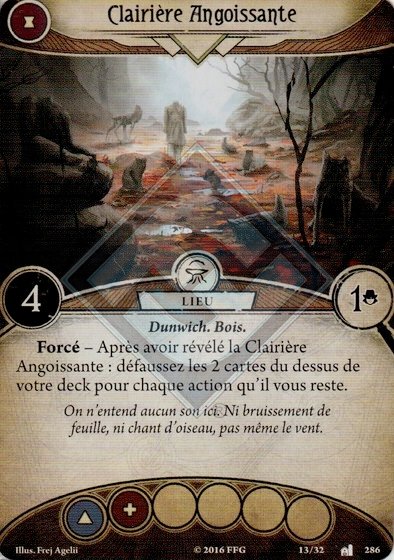 Clairière Angoissante
4
LIEU
1
Dunwich. Bois.
Forcé – Après avoir révélé la Clairière
Angoissante : défaussez les 2 cartes du dessus de
votre deck pour chaque action qu'il vous reste.
On n'entend aucun son ici. Ni bruissement de
feuille, ni chant d'oiseau, pas même le vent.
Illus. Frej Agelii
© 2016 FFG
13/32
286